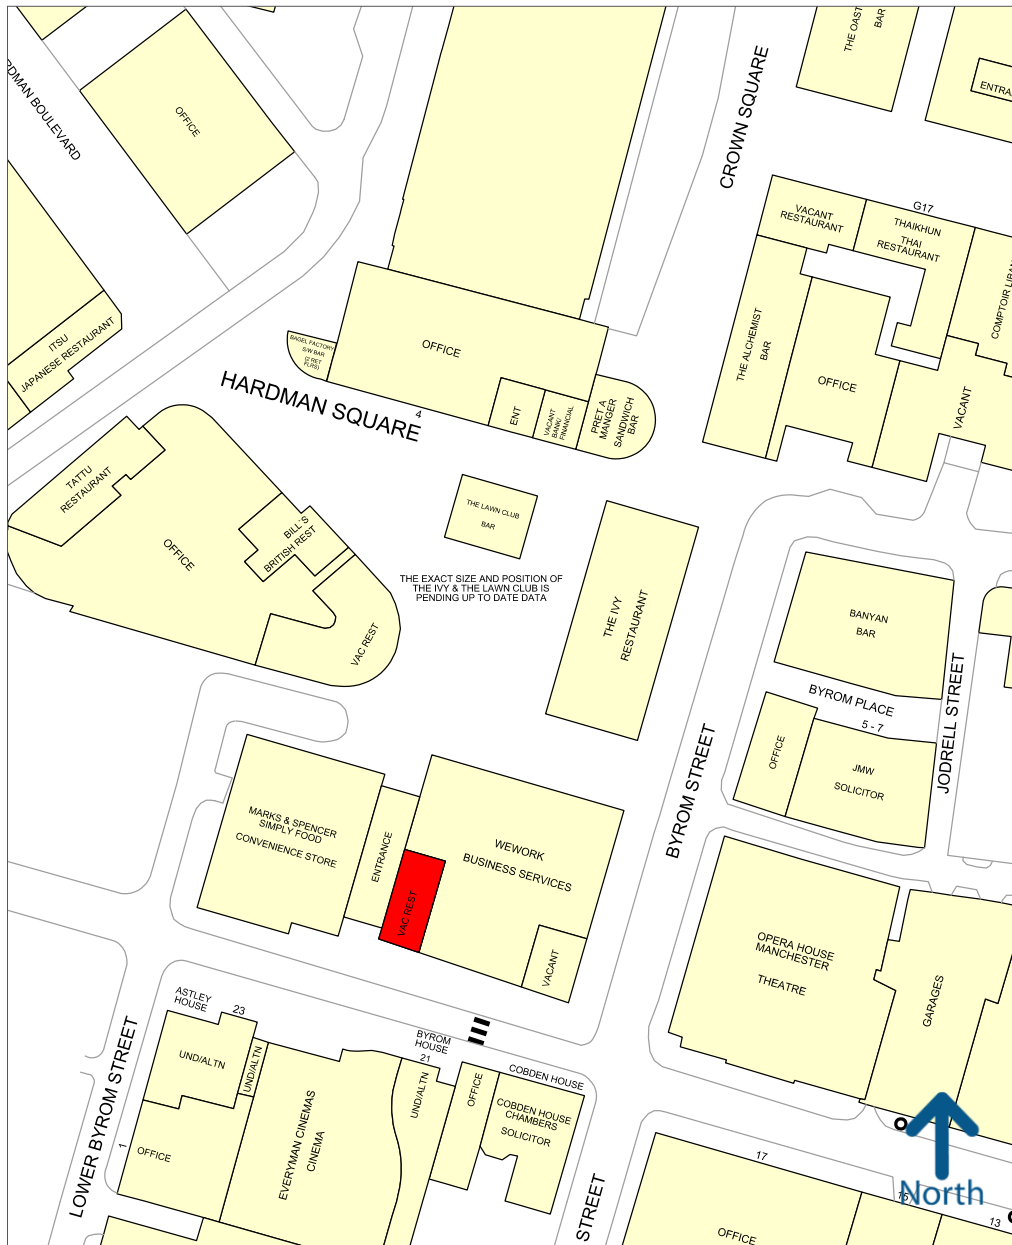 THE OAST
BAR
CROWN SQUARE
ENTRA
RDMAN BOULEVARD
OFFICE
G17
VACANT
RESTAURANT
THAIKHUN
THAI
RESTAURANT
COMPTOIR LIBAN
ITSU
JAPANESE RESTAURANT
BAGEL FACTORY
S/W BAR
(2 RET
FLRS)
OFFICE
THE ALCHEMIST
BAR
OFFICE
VACANT
HARDMAN SQUARE
4
ENT
VACANT
BANK/
FINANCIAL
PRET A
MANGER
SANDWICH
BAR
TATTU
RESTAURANT
OFFICE
BILL'S
BRITISH REST
VAC REST
THE LAWN CLUB
BAR
THE EXACT SIZE AND POSITION OF
THE IVY & THE LAWN CLUB IS
PENDING UP TO DATE DATA
THE IVY
RESTAURANT
BANYAN
BAR
BYROM PLACE
5 - 7
JODRELL STREET
OFFICE
JMW
SOLICITOR
BYROM STREET
MARKS & SPENCER
SIMPLY FOOD
CONVENIENCE STORE
ENTRANCE
VAC REST
WEWORK
BUSINESS SERVICES
VACANT
OPERA HOUSE
MANCHESTER
THEATRE
GARAGES
ASTLEY
HOUSE
23
UND/ALTN
UND/ALTN
LOWER BYROM STREET
1
OFFICE
EVERYMAN CINEMAS
CINEMA
BYROM
HOUSE
21
UND/ALTN
OFFICE
COBDEN HOUSE
COBDEN HOUSE
CHAMBERS
SOLICITOR
STREET
17
15
13
OFFICE
North